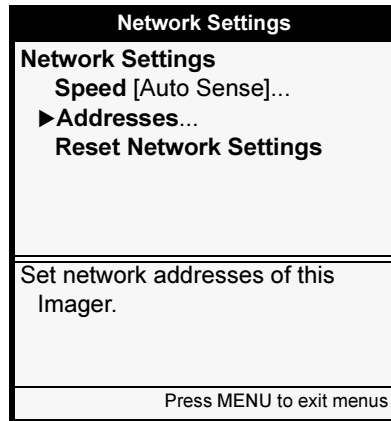 Network Settings
Network Settings
Speed [Auto Sense]...
▶Addresses...
Reset Network Settings
Set network addresses of this
Imager.
Press MENU to exit menus